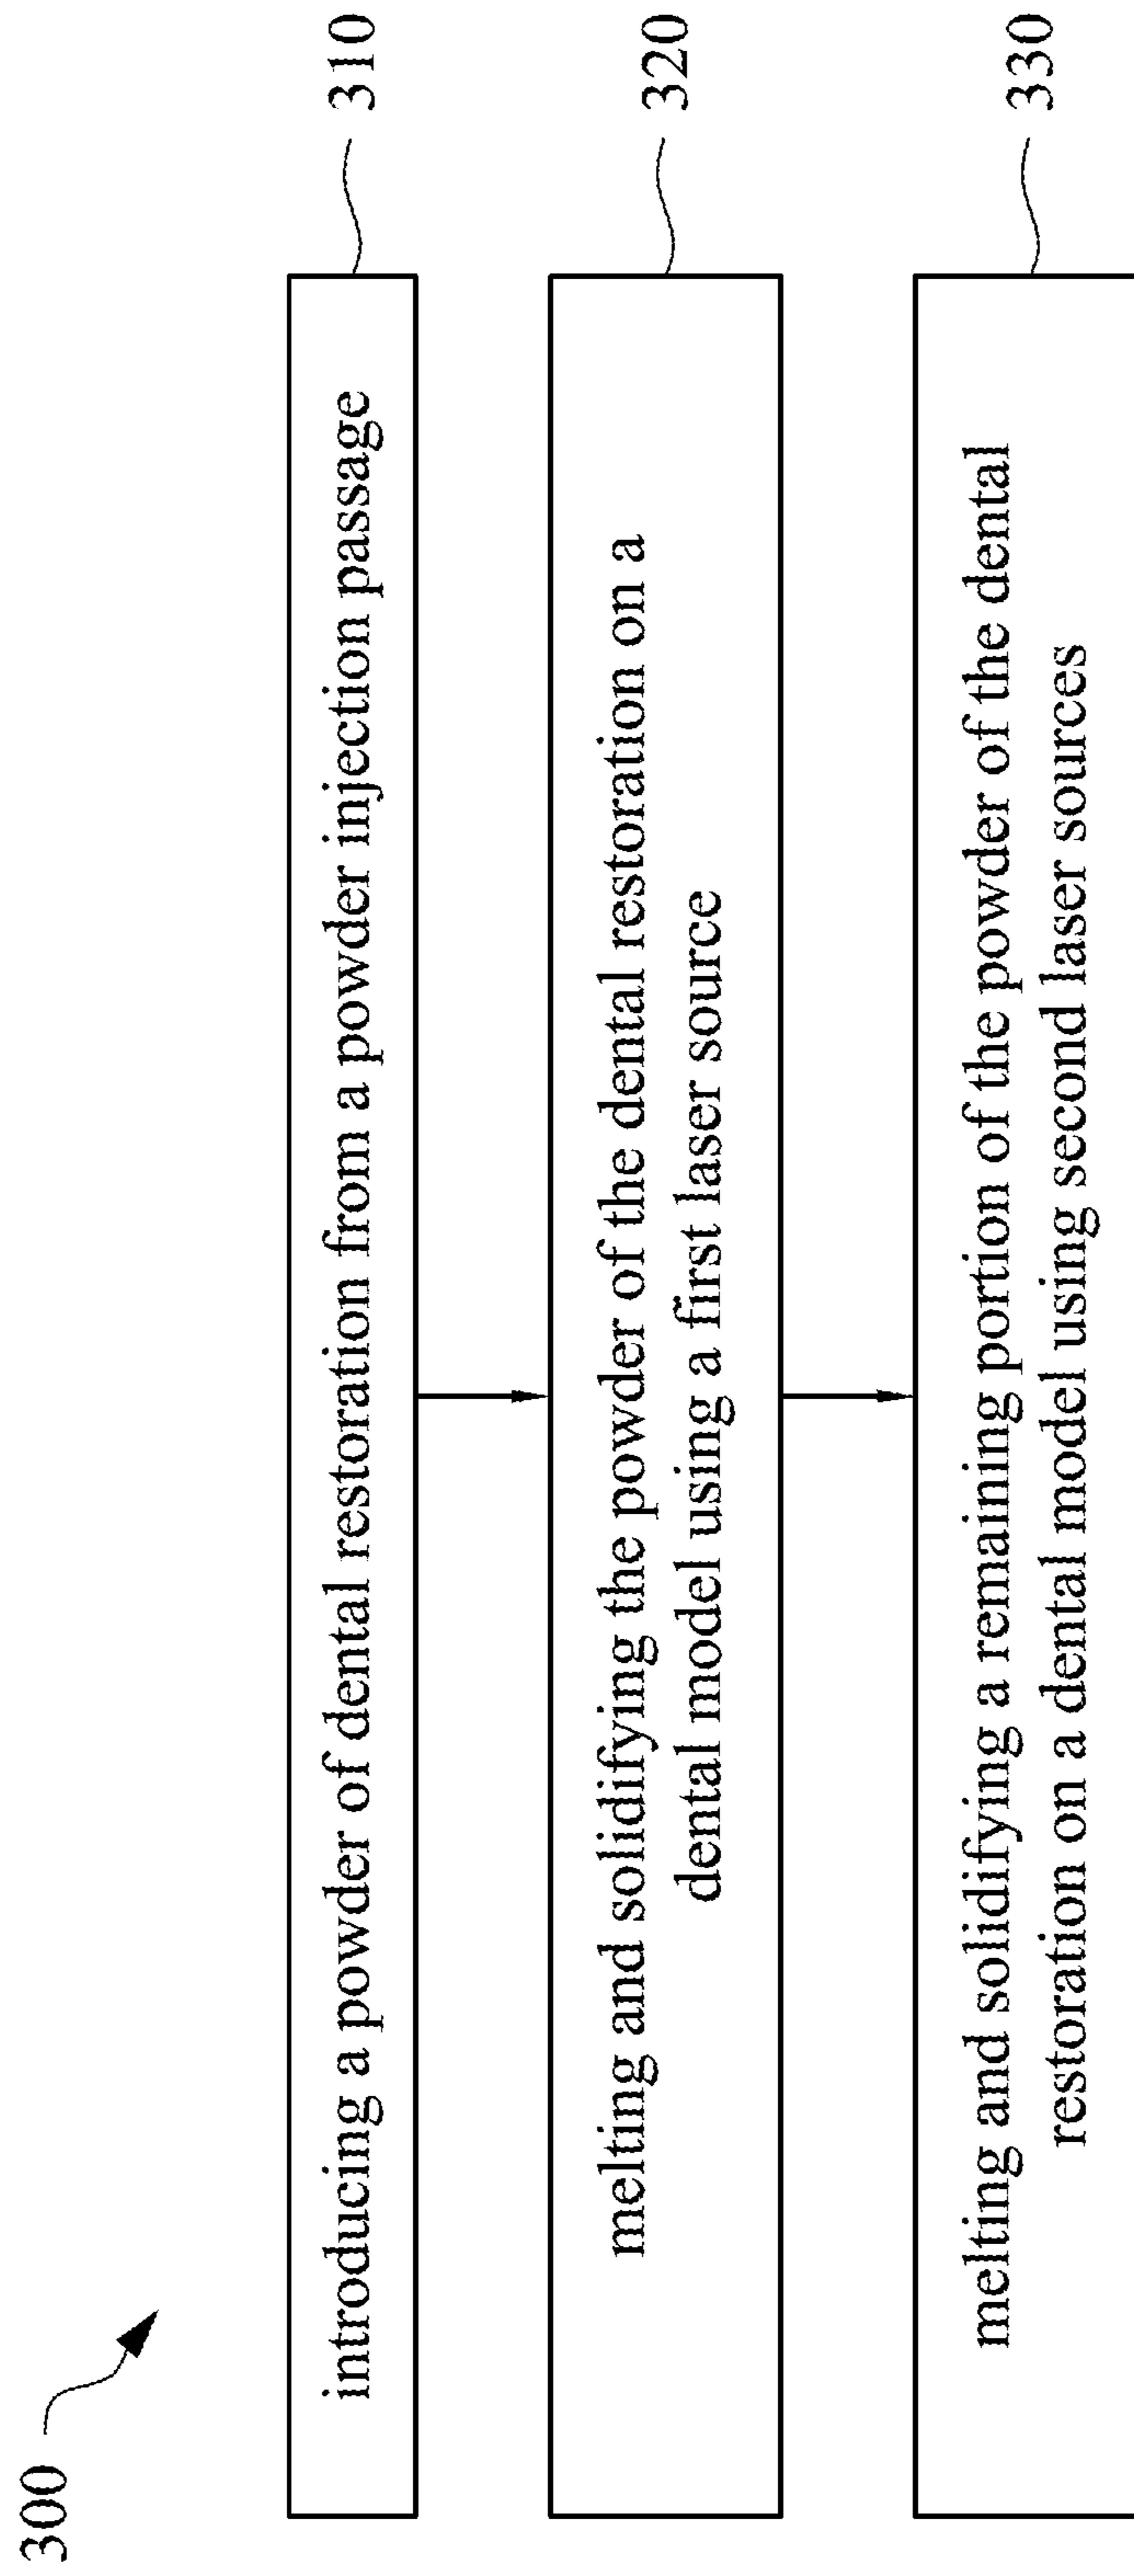 300
introducing a powder of dental restoration from a powder injection passage
310
melting and solidifying the powder of the dental restoration on a
dental model using a first laser source
320
melting and solidifying a remaining portion of the powder of the dental
restoration on a dental model using second laser sources
330